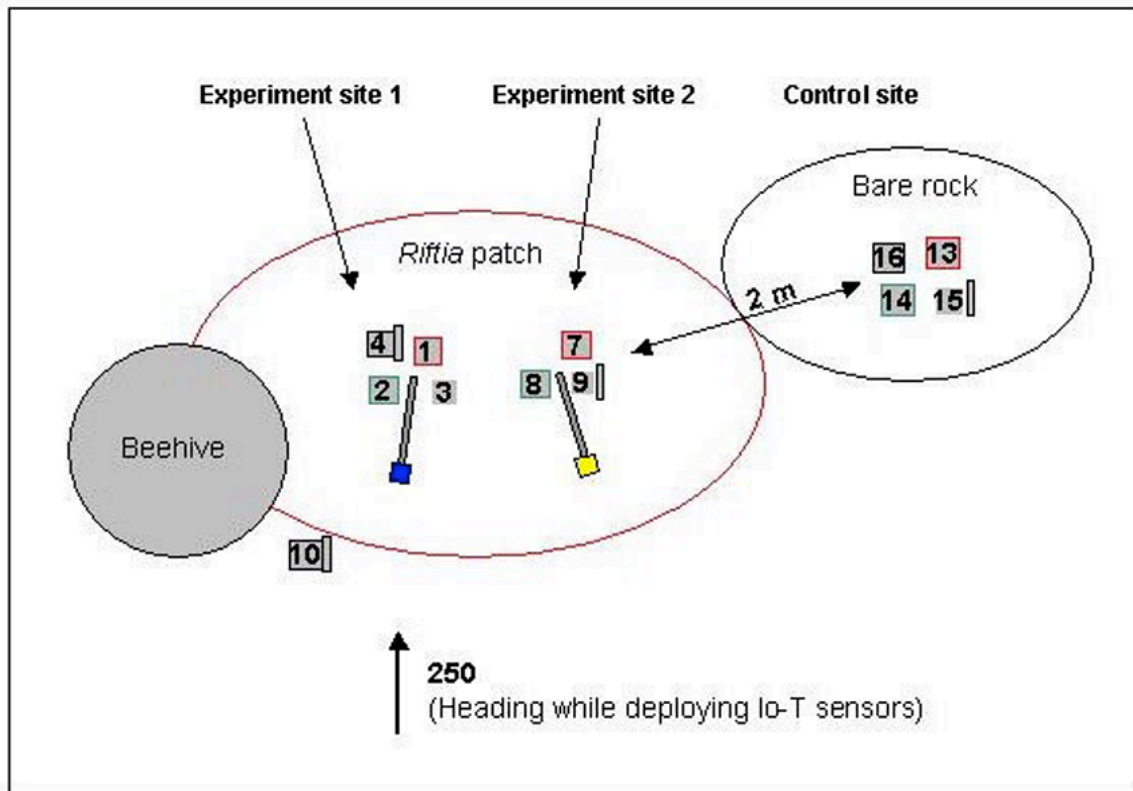 Experiment site 1
Experiment site 2
Control site
Bare rock
Riftia patch
16
13
2 m
14
15
4
1
7
2
3
8
9
Beehive
10
250
(Heading while deploying lo-T sensors)